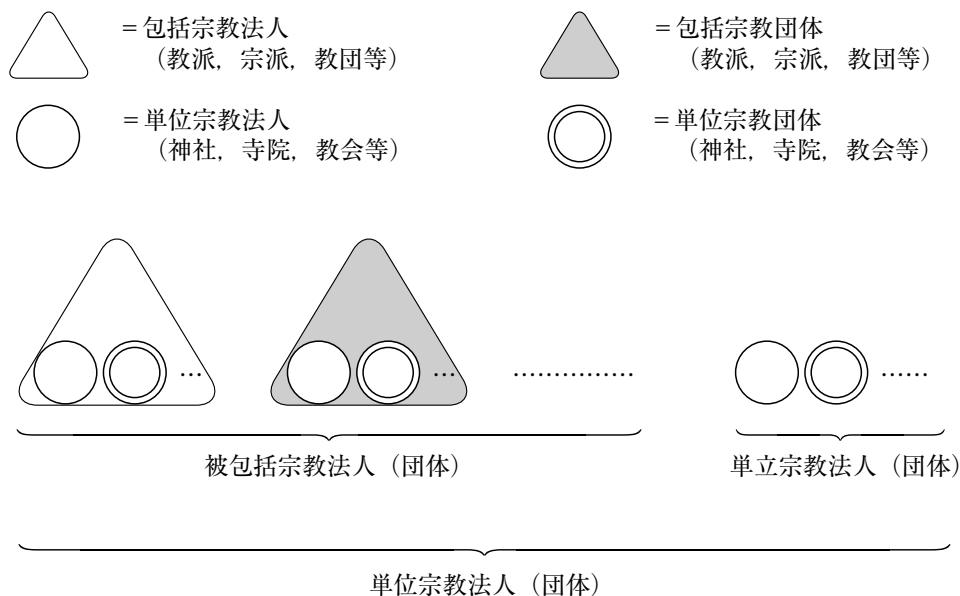 ＝包括宗教法人
（教派，宗派，教団等）
＝包括宗教団体
（教派，宗派，教団等）
＝単位宗教法人
（神社，寺院，教会等）
＝単位宗教団体
（神社，寺院，教会等）
…
…
……………
……
被包括宗教法人（団体）
単立宗教法人（団体）
単位宗教法人（団体）